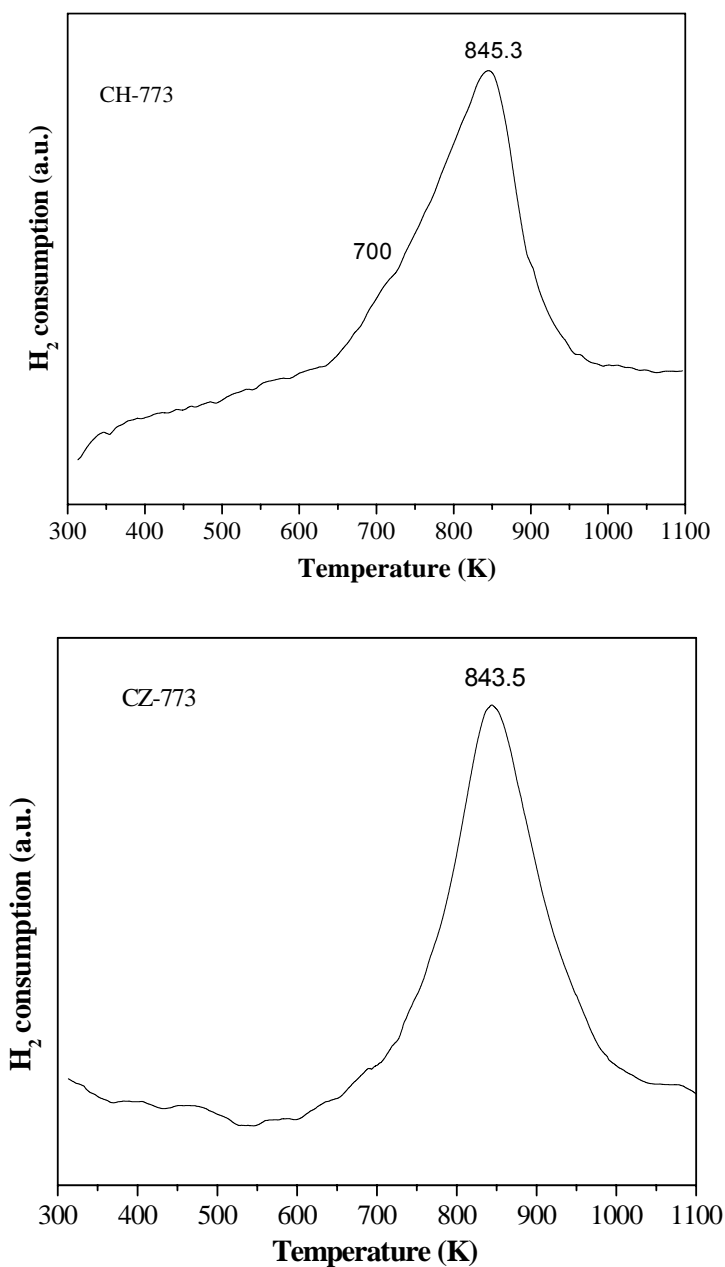 845.3
CH-773
700
H₂ consumption (a.u.)
300 400 500 600 700 800 900 1000 1100
Temperature (K)
843.5
CZ-773
H₂ consumption (a.u.)
300 400 500 600 700 800 900 1000 1100
Temperature (K)